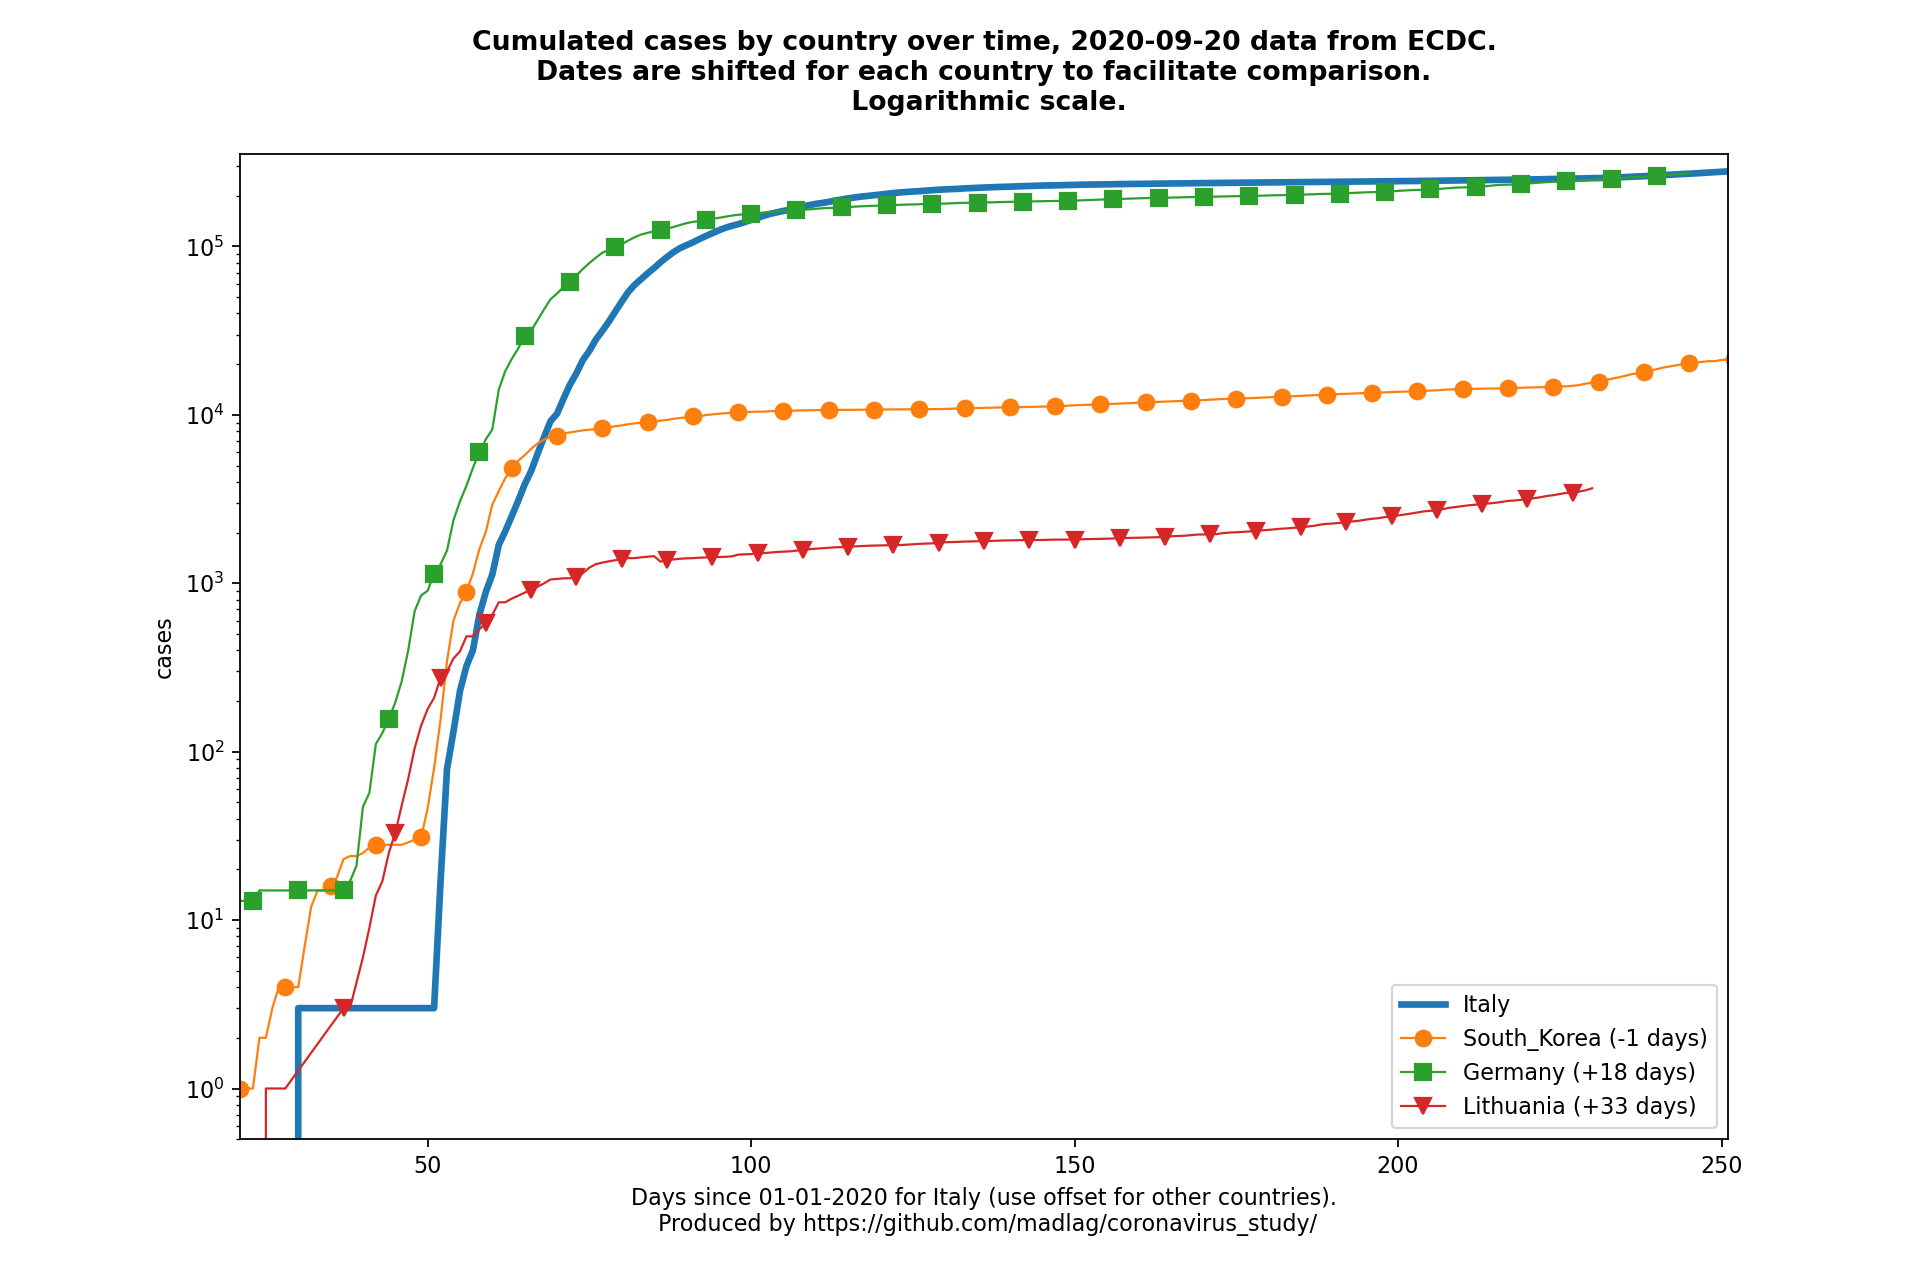 Cumulated cases by country over time, 2020-09-20 data from ECDC.
Dates are shifted for each country to facilitate comparison.
Logarithmic scale.
10^5
10^4
10^3
10^2
10^1
10^0
cases
50
100
150
200
250
Italy
South_Korea (-1 days)
Germany (+18 days)
Lithuania (+33 days)
Days since 01-01-2020 for Italy (use offset for other countries).
Produced by https://github.com/madlag/coronavirus_study/